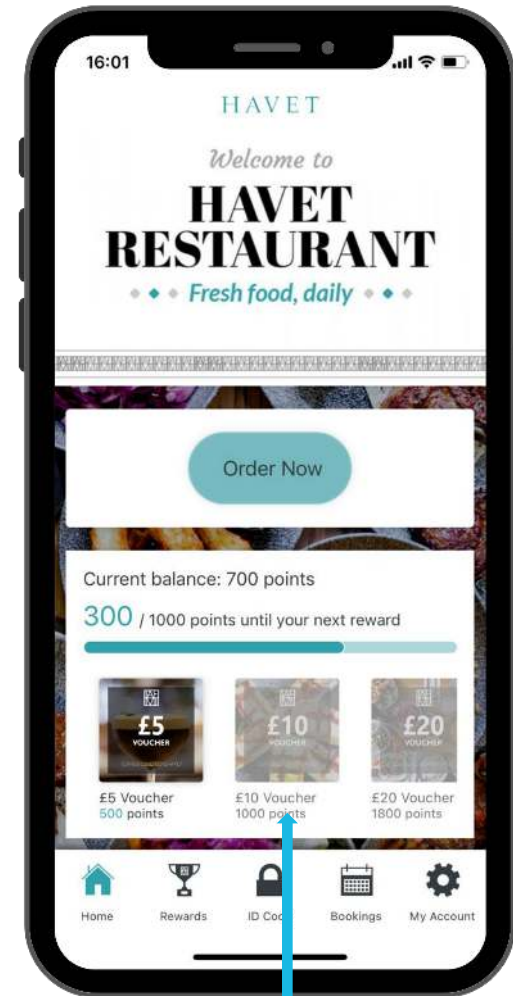 16:01
HAVET
Welcome to
HAVET
RESTAURANT
Fresh food, daily
Order Now
Current balance: 700 points
300 / 1000 points until your next reward
£5
VOUCHER
£10
VOUCHER
£20
VOUCHER
£5 Voucher
500 points
£10 Voucher
1000 points
£20 Voucher
1800 points
Home
Rewards
ID
Bookings
My Account